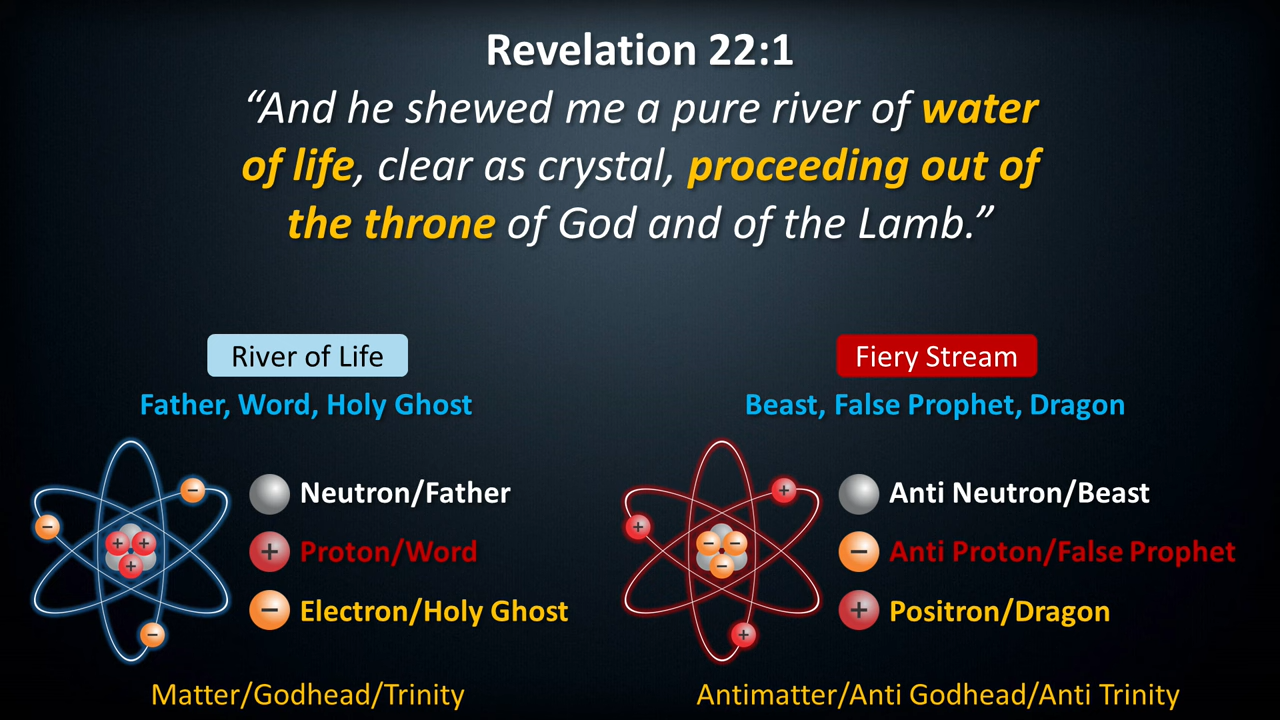 Revelation 22:1
“And he shewed me a pure river of water
of life, clear as crystal, proceeding out of
the throne of God and of the Lamb.”
River of Life
Father, Word, Holy Ghost
Neutron/Father
+ Proton/Word
− Electron/Holy Ghost
Matter/Godhead/Trinity
Fiery Stream
Beast, False Prophet, Dragon
Anti Neutron/Beast
− Anti Proton/False Prophet
+ Positron/Dragon
Antimatter/Anti Godhead/Anti Trinity